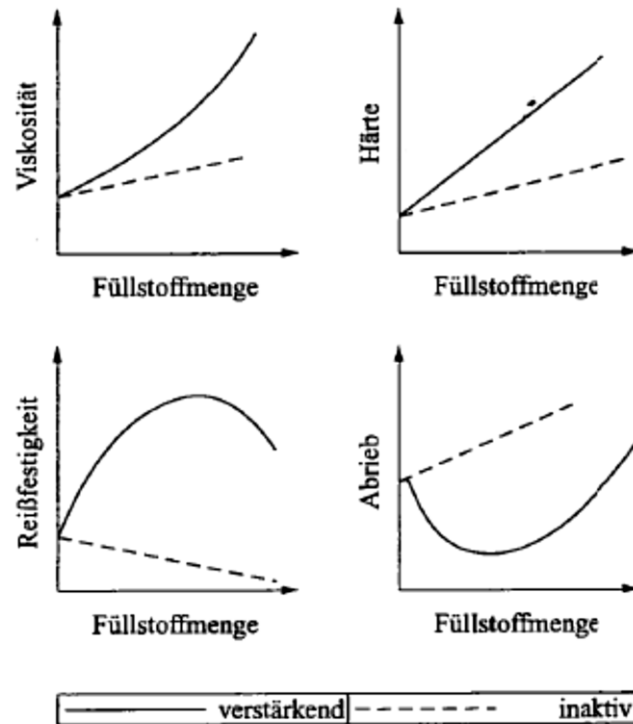 Viskosität
Füllstoffmenge
Härte
Füllstoffmenge
Reißfestigkeit
Füllstoffmenge
Abrieb
Füllstoffmenge
verstärkend
inaktiv